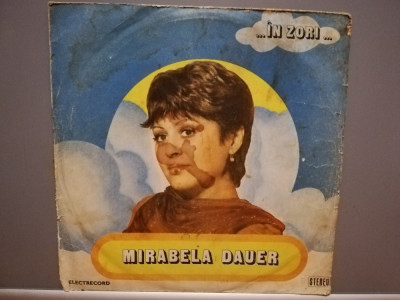 ...ÎN ZORI...
MIRABELA DAUER
ELECTRECORD
STEREO